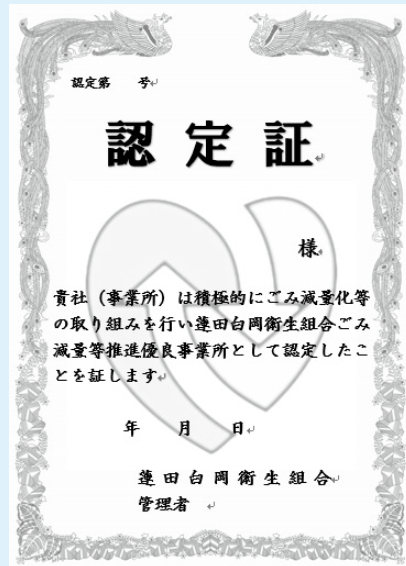 認定第　　号
認 定 証
様
貴社（事業所）は積極的にごみ減量化等
の取り組みを行い蓮田白岡衛生組合ごみ
減量等推進優良事業所として認定したこ
とを証します
年　　月　　日
蓮 田 白 岡 衛 生 組 合
管理者